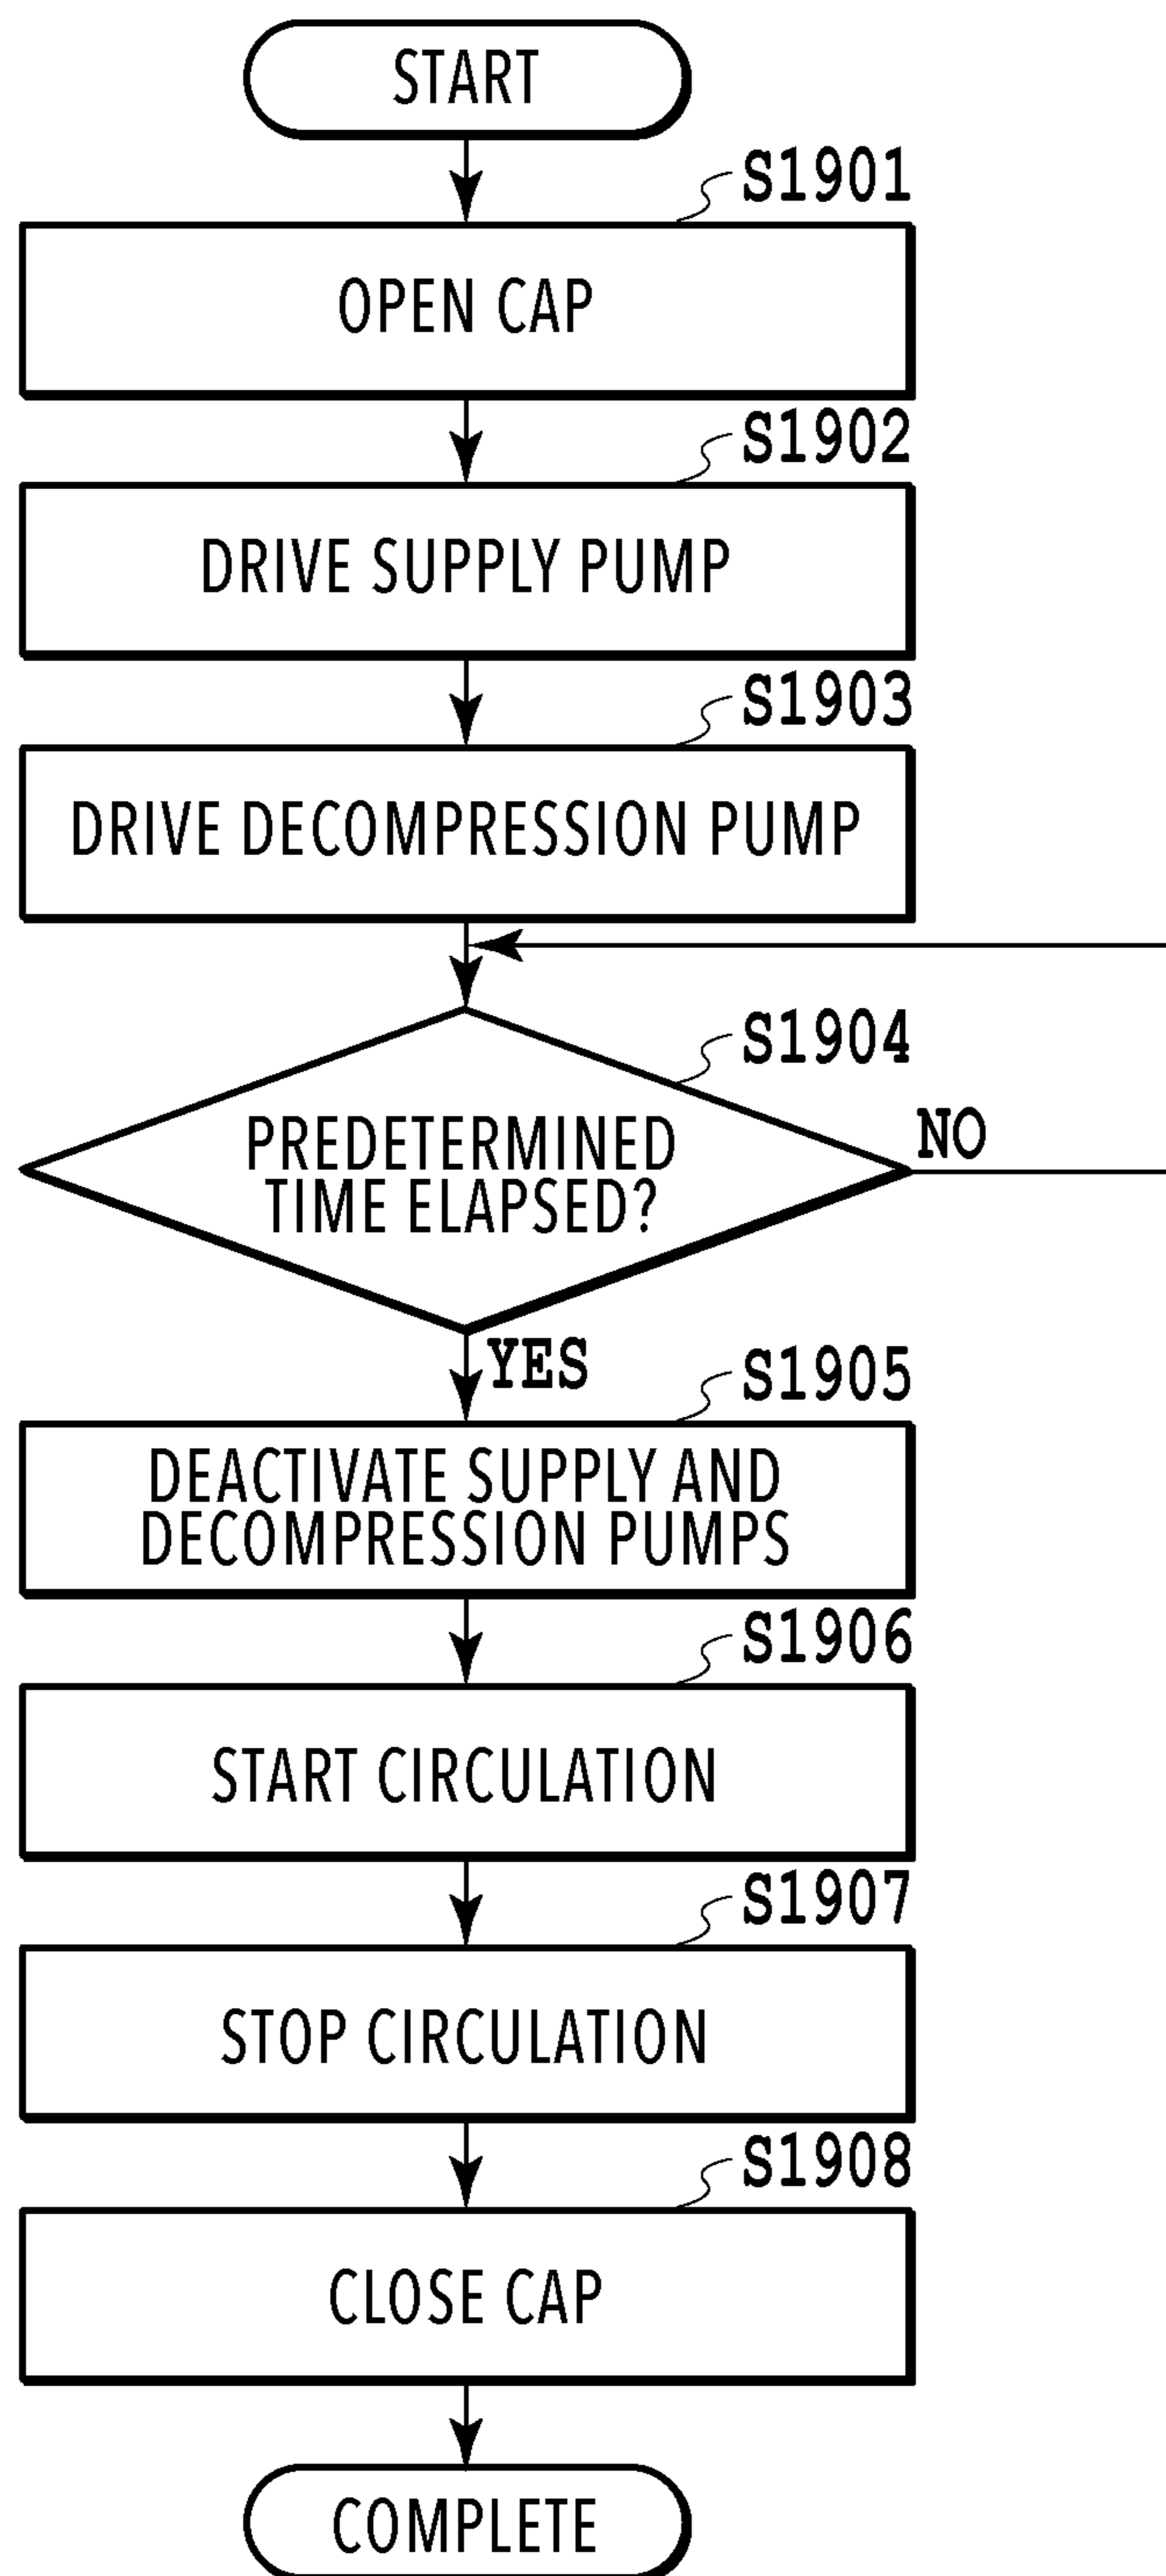 START
S1901
OPEN CAP
S1902
DRIVE SUPPLY PUMP
S1903
DRIVE DECOMPRESSION PUMP
S1904
PREDETERMINED
TIME ELAPSED?
NO
YES
S1905
DEACTIVATE SUPPLY AND
DECOMPRESSION PUMPS
S1906
START CIRCULATION
S1907
STOP CIRCULATION
S1908
CLOSE CAP
COMPLETE